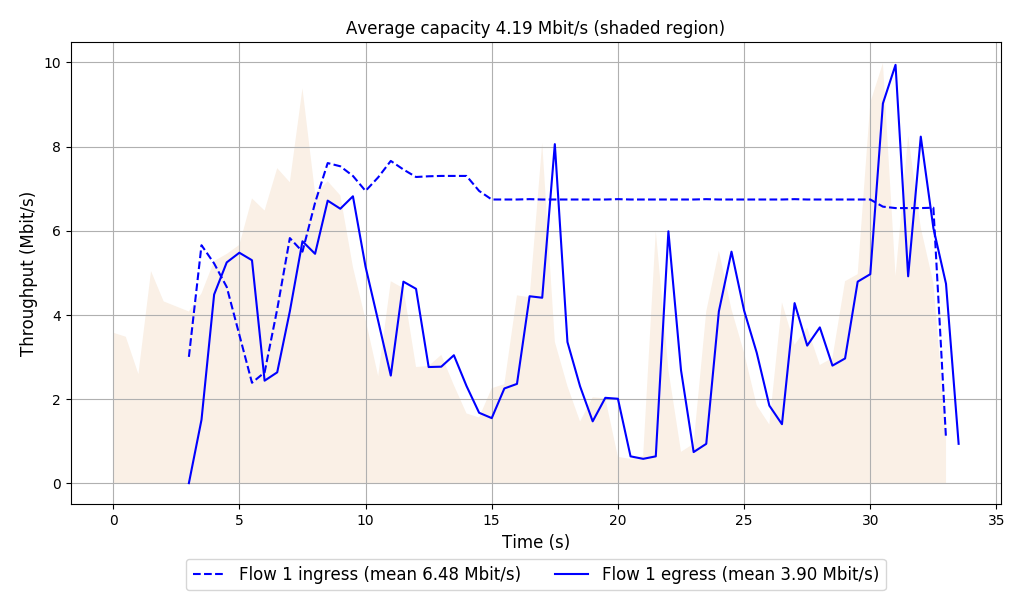 Average capacity 4.19 Mbit/s (shaded region)
Throughput (Mbit/s)
10
8
6
4
2
0
0 5 10 15 20 25 30 35
Time (s)
Flow 1 ingress (mean 6.48 Mbit/s) Flow 1 egress (mean 3.90 Mbit/s)